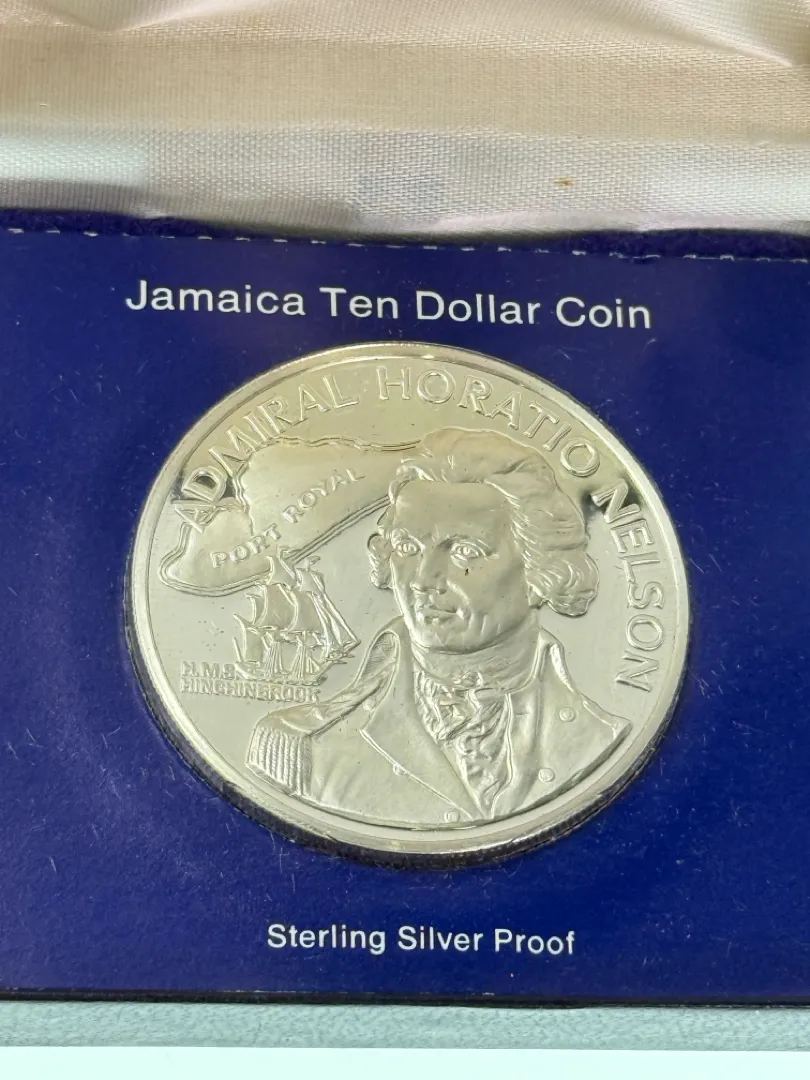 Jamaica Ten Dollar Coin
ADMIRAL HORATIO NELSON
PORT ROYAL
H.M.S.
HINCHINBROOK
Sterling Silver Proof